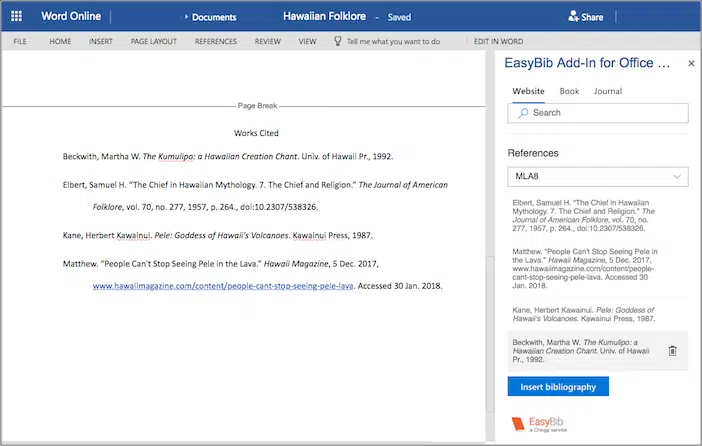 Word Online
Documents
Hawaiian Folklore - Saved
Share
FILE HOME INSERT PAGE LAYOUT REFERENCES REVIEW VIEW Tell me what you want to do EDIT IN WORD
Page Break
Works Cited
Beckwith, Martha W. The Kumulipo: a Hawaiian Creation Chant. Univ. of Hawaii Pr., 1992.
Elbert, Samuel H. “The Chief in Hawaiian Mythology. 7. The Chief and Religion.” The Journal of American
Folklore, vol. 70, no. 277, 1957, p. 264., doi:10.2307/538326.
Kane, Herbert Kawainui. Pele: Goddess of Hawaii's Volcanoes. Kawainui Press, 1987.
Matthew. “People Can't Stop Seeing Pele in the Lava.” Hawaii Magazine, 5 Dec. 2017,
www.hawaiimagazine.com/content/people-cant-stop-seeing-pele-lava. Accessed 30 Jan. 2018.
EasyBib Add-In for Office ...
Website Book Journal
Search
References
MLA8
Elbert, Samuel H. “The Chief in Hawaiian
Mythology. 7. The Chief and Religion.” The
Journal of American Folklore, vol. 70, no.
277, 1957, p. 264., doi:10.2307/538326.
Matthew. “People Can't Stop Seeing Pele in
the Lava.” Hawaii Magazine, 5 Dec. 2017,
www.hawaiimagazine.com/content/people-
cant-stop-seeing-pele-lava. Accessed 30
Jan. 2018.
Kane, Herbert Kawainui. Pele: Goddess of
Hawaii's Volcanoes. Kawainui Press, 1987.
Beckwith, Martha W. The Kumulipo: a
Hawaiian Creation Chant. Univ. of Hawaii
Pr., 1992.
Insert bibliography
EasyBib
a Chegg service